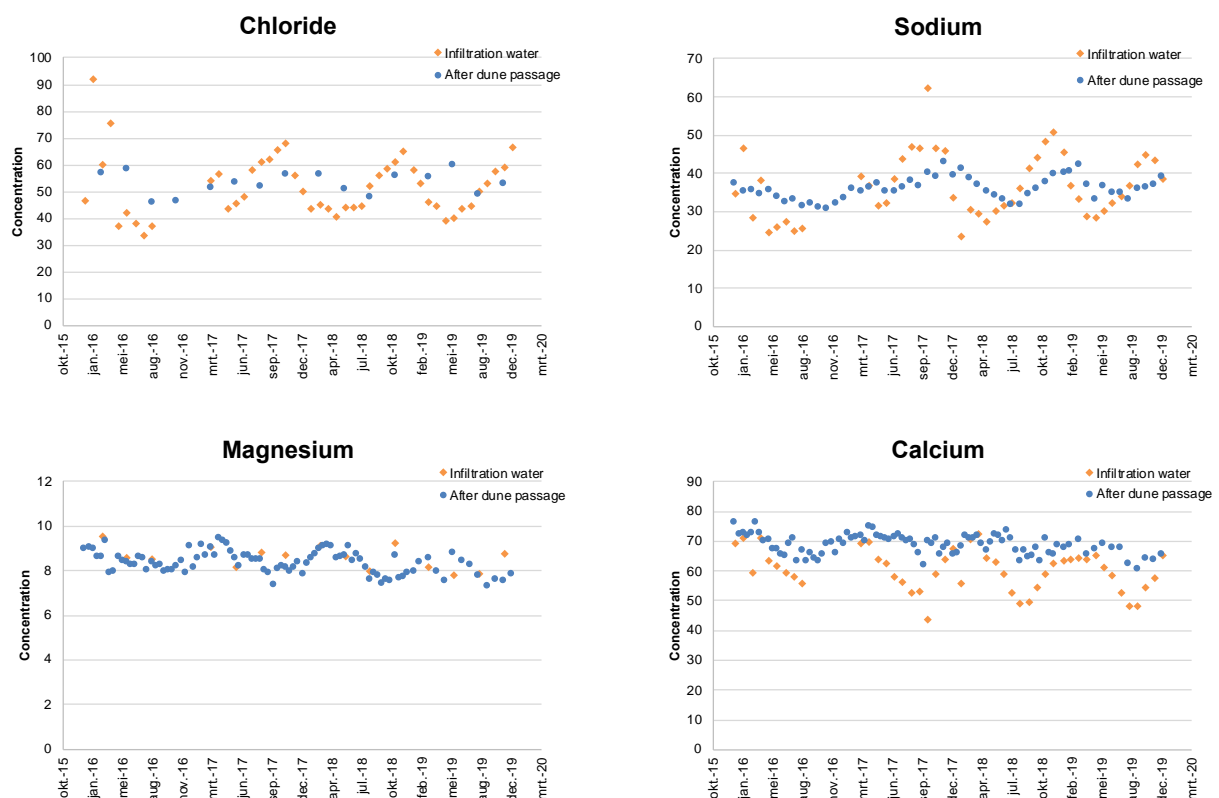 Chloride
Infiltration water
After dune passage
Concentration
100
90
80
70
60
50
40
30
20
10
0
okt.-15
jan.-16
mei-16
aug.-16
nov.-16
mrt.-17
jun.-17
sep.-17
dec.-17
apr.-18
jul.-18
okt.-18
feb.-19
mei-19
aug.-19
dec.-19
mrt.-20
Sodium
Infiltration water
After dune passage
Concentration
70
60
50
40
30
20
10
0
okt.-15
jan.-16
mei-16
aug.-16
nov.-16
mrt.-17
jun.-17
sep.-17
dec.-17
apr.-18
jul.-18
okt.-18
feb.-19
mei-19
aug.-19
dec.-19
mrt.-20
Magnesium
Infiltration water
After dune passage
Concentration
12
10
8
6
4
2
0
okt.-15
jan.-16
mei-16
aug.-16
nov.-16
mrt.-17
jun.-17
sep.-17
dec.-17
apr.-18
jul.-18
okt.-18
feb.-19
mei-19
aug.-19
dec.-19
mrt.-20
Calcium
Infiltration water
After dune passage
Concentration
90
80
70
60
50
40
30
20
10
0
okt.-15
jan.-16
mei-16
aug.-16
nov.-16
mrt.-17
jun.-17
sep.-17
dec.-17
apr.-18
jul.-18
okt.-18
feb.-19
mei-19
aug.-19
dec.-19
mrt.-20